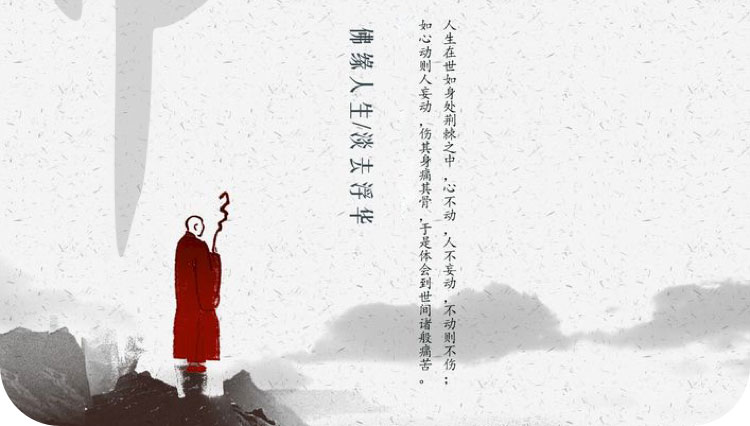 人生在世如身处荆棘之中,心不动,人不妄动,不动则不伤;
如心动则人妄动,伤其身痛其骨,于是体会到世间诸般痛苦。
佛缘人生/淡去浮华